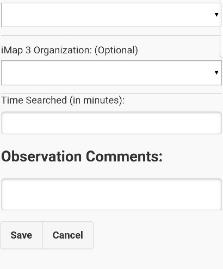 iMap 3 Organization: (Optional)
Time Searched (in minutes):
Observation Comments:
Save
Cancel